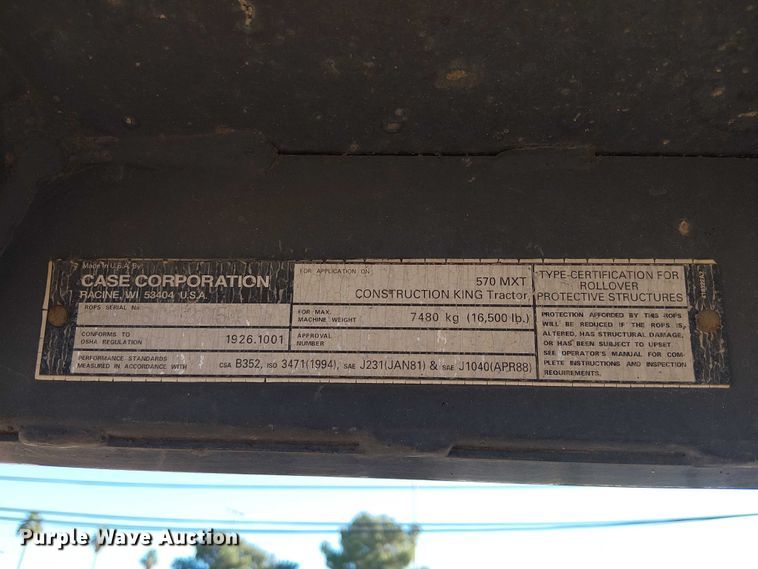 Made in U.S.A. By
CASE CORPORATION
RACINE, WI 53404 U.S.A.
ROPS SERIAL No.
CONFORMS TO
OSHA REGULATION 1926.1001
PERFORMANCE STANDARDS
MEASURED IN ACCORDANCE WITH CSA B352, ISO 3471(1994), SAE J231(JAN81) & SAE J1040(APR88)
FOR APPLICATION ON
570 MXT
CONSTRUCTION KING Tractor
FOR MAX.
MACHINE WEIGHT 7480 kg (16,500 lb.)
APPROVAL
NUMBER
TYPE-CERTIFICATION FOR
ROLLOVER
PROTECTIVE STRUCTURES
PROTECTION AFFORDED BY THIS ROPS
WILL BE REDUCED IF THE ROPS IS,
ALTERED, HAS STRUCTURAL DAMAGE,
OR HAS BEEN SUBJECT TO UPSET.
SEE OPERATOR'S MANUAL FOR COM-
PLETE INSTRUCTIONS AND INSPECTION
REQUIREMENTS.
Purple Wave Auction